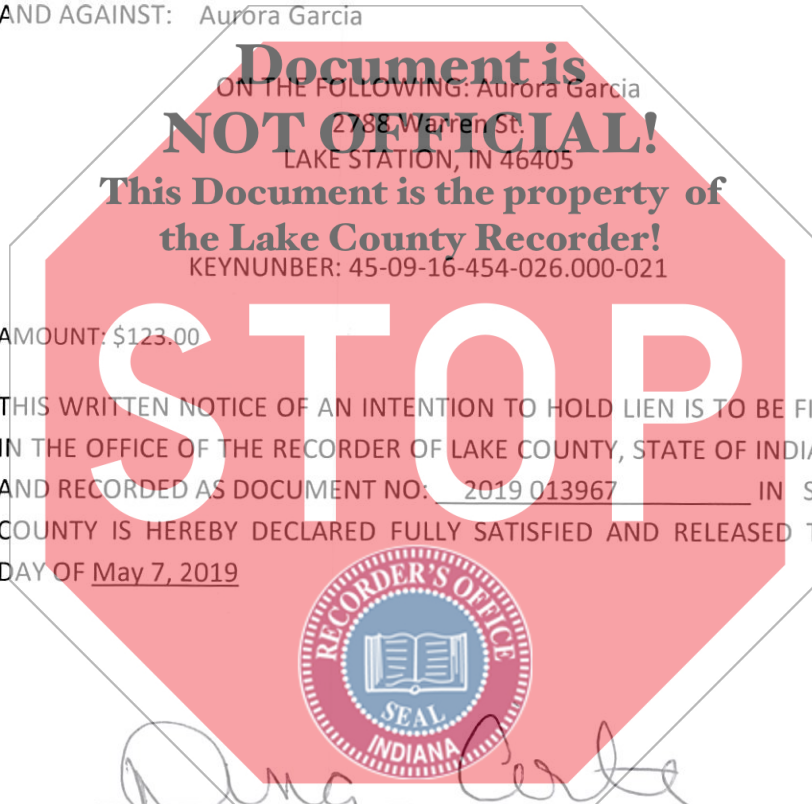 AND AGAINST: Aurora Garcia
Document is
ON THE FOLLOWING: Aurora Garcia
NOT OFFICIAL!
2788 Warren St.
LAKE STATION, IN 46405
This Document is the property of
the Lake County Recorder!
KEYNUNBER: 45-09-16-454-026.000-021
STOP
AMOUNT: $123.00
THIS WRITTEN NOTICE OF AN INTENTION TO HOLD LIEN IS TO BE FI
IN THE OFFICE OF THE RECORDER OF LAKE COUNTY, STATE OF INDIA
AND RECORDED AS DOCUMENT NO: 2019 013967 IN S
COUNTY IS HEREBY DECLARED FULLY SATISFIED AND RELEASED T
DAY OF May 7, 2019
RECORDER'S OFFICE
SEAL
INDIANA